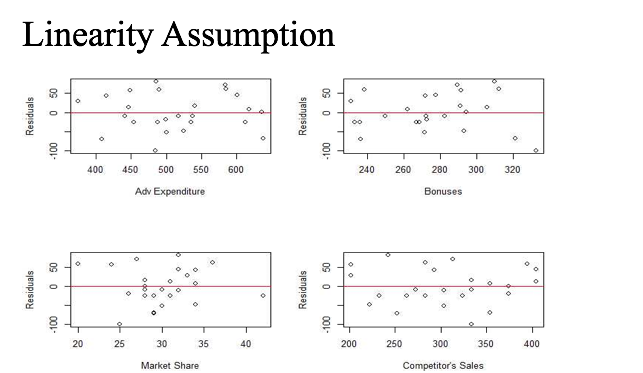 Linearity Assumption
Residuals
-100
0
50
400 450 500 550 600
Adv Expenditure
Residuals
-100
0
50
240 260 280 300 320
Bonuses
Residuals
-100
0
50
20 25 30 35 40
Market Share
Residuals
-100
0
50
200 250 300 350 400
Competitor's Sales